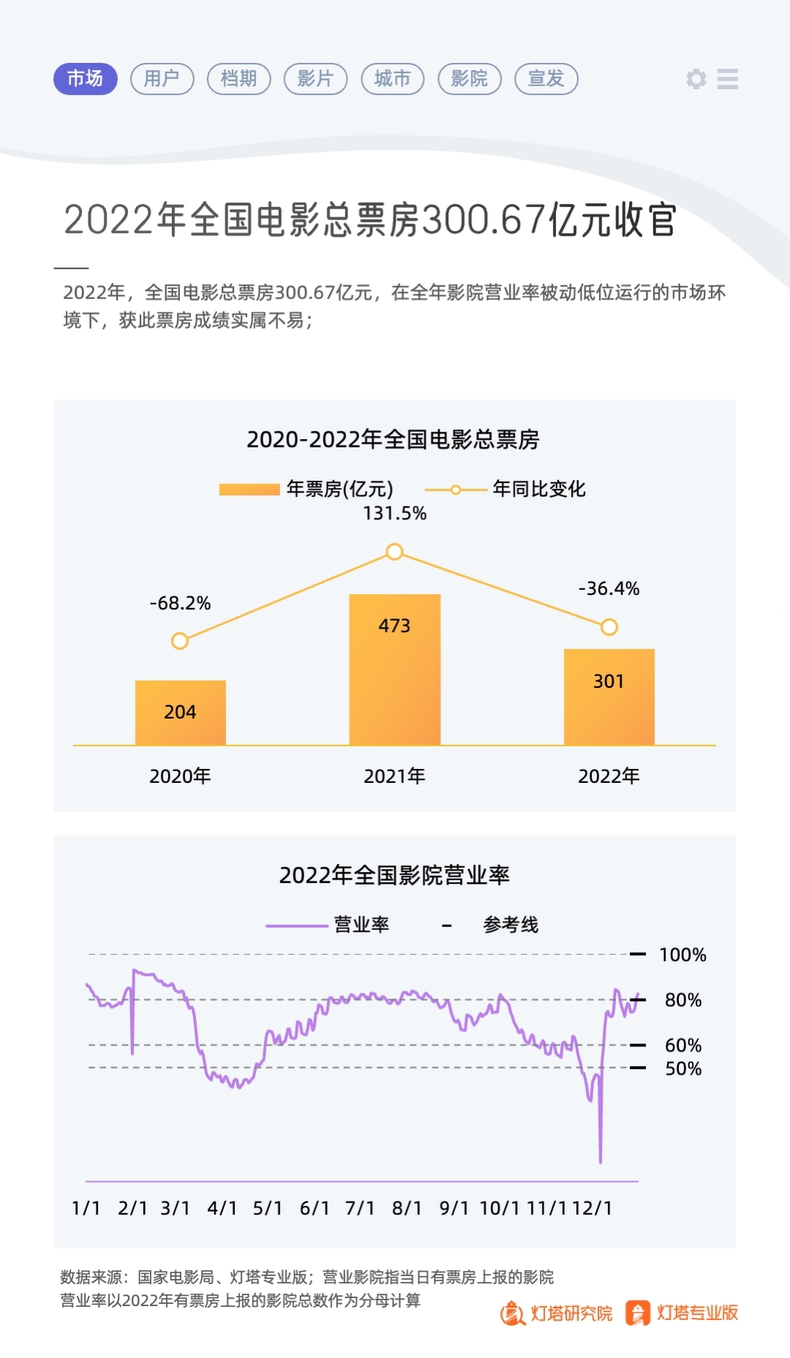 市场 用户 档期 影片 城市 影院 宣发
2022年全国电影总票房300.67亿元收官
2022年，全国电影总票房300.67亿元，在全年影院营业率被动低位运行的市场环
境下，获此票房成绩实属不易；
2020-2022年全国电影总票房
年票房(亿元) 年同比变化
131.5%
-36.4%
-68.2%
473
301
204
2020年 2021年 2022年
2022年全国影院营业率
营业率 参考线
100%
80%
60%
50%
1/1 2/1 3/1 4/1 5/1 6/1 7/1 8/1 9/1 10/1 11/1 12/1
数据来源：国家电影局、灯塔专业版；营业影院指当日有票房上报的影院
营业率以2022年有票房上报的影院总数作为分母计算
灯塔研究院 灯塔专业版